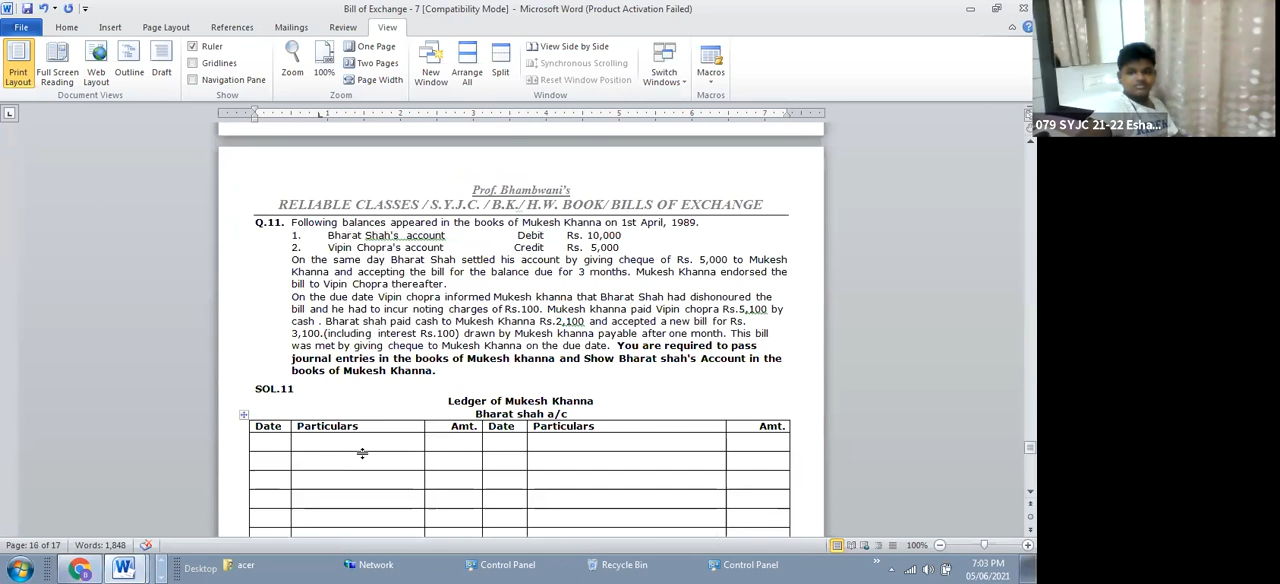 Bill of Exchange - 7 [Compatibility Mode] - Microsoft Word (Product Activation Failed)
File Home Insert Page Layout References Mailings Review View
Print Layout
Full Screen Reading
Web Layout
Outline
Draft
Document Views
Ruler
Gridlines
Navigation Pane
Show
Zoom
100%
One Page
Two Pages
Page Width
Zoom
New Window
Arrange All
Split
View Side by Side
Synchronous Scrolling
Reset Window Position
Window
Switch Windows
Macros
Macros
079 SYJC 21-22 Esha...
1 2 3 4 5 6 7
Prof. Bhambwani's
RELIABLE CLASSES / S.Y.J.C. / B.K./ H.W. BOOK/ BILLS OF EXCHANGE
Q.11. Following balances appeared in the books of Mukesh Khanna on 1st April, 1989.
1. Bharat Shah's account Debit Rs. 10,000
2. Vipin Chopra's account Credit Rs. 5,000
On the same day Bharat Shah settled his account by giving cheque of Rs. 5,000 to Mukesh
Khanna and accepting the bill for the balance due for 3 months. Mukesh Khanna endorsed the
bill to Vipin Chopra thereafter.
On the due date Vipin chopra informed Mukesh khanna that Bharat Shah had dishonoured the
bill and he had to incur noting charges of Rs.100. Mukesh khanna paid Vipin chopra Rs.5,100 by
cash . Bharat shah paid cash to Mukesh Khanna Rs.2,100 and accepted a new bill for Rs.
3,100.(including interest Rs.100) drawn by Mukesh khanna payable after one month. This bill
was met by giving cheque to Mukesh Khanna on the due date. You are required to pass
journal entries in the books of Mukesh khanna and Show Bharat shah's Account in the
books of Mukesh Khanna.
SOL.11
Ledger of Mukesh Khanna
Bharat shah a/c
Date Particulars Amt. Date Particulars Amt.
Page: 16 of 17 Words: 1,848 100%
Desktop acer Network Control Panel Recycle Bin Control Panel
7:03 PM
05/06/2021